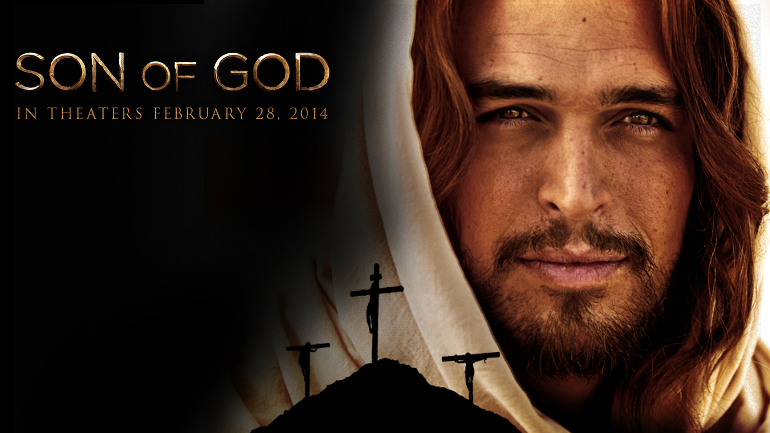 SON OF GOD
IN THEATERS FEBRUARY 28, 2014